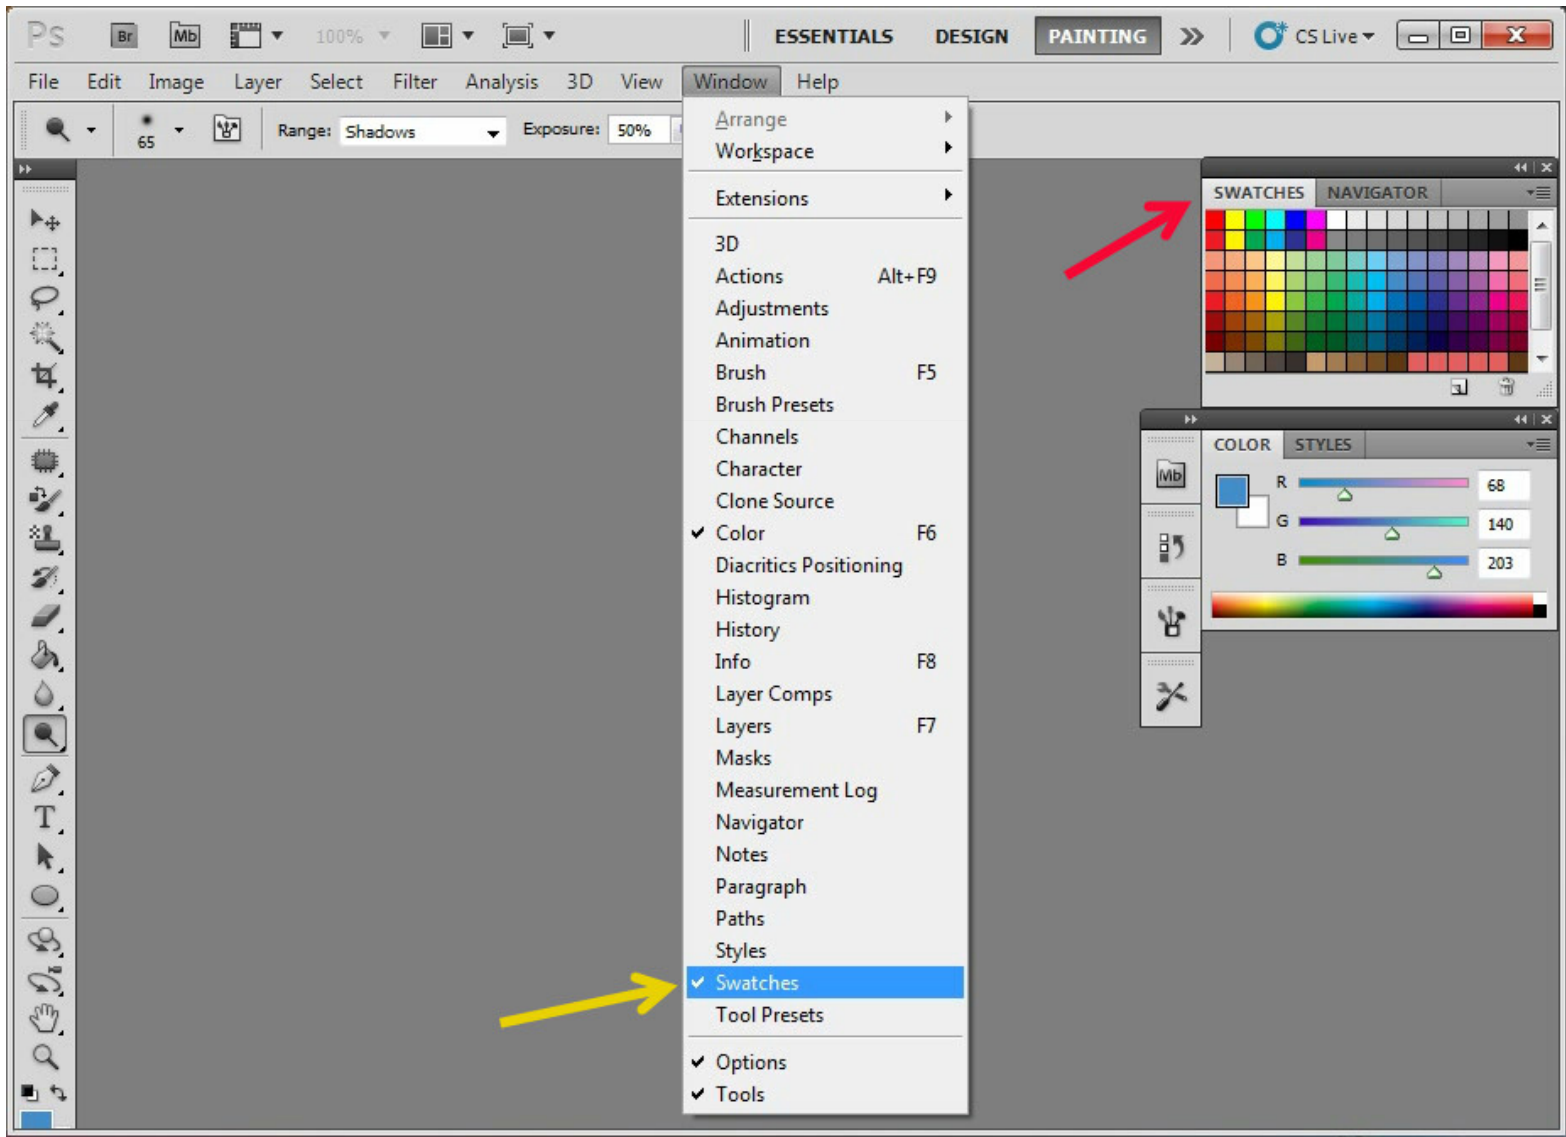 Ps Br Mb 100% ESSENTIALS DESIGN PAINTING CS Live
File Edit Image Layer Select Filter Analysis 3D View Window Help
65 Range: Shadows Exposure: 50%
Arrange
Workspace
Extensions
3D
Actions Alt+F9
Adjustments
Animation
Brush F5
Brush Presets
Channels
Character
Clone Source
Color F6
Diacritics Positioning
Histogram
History
Info F8
Layer Comps
Layers F7
Masks
Measurement Log
Navigator
Notes
Paragraph
Paths
Styles
Swatches
Tool Presets
Options
Tools
SWATCHES NAVIGATOR
COLOR STYLES
Mb
R 68
G 140
B 203
T